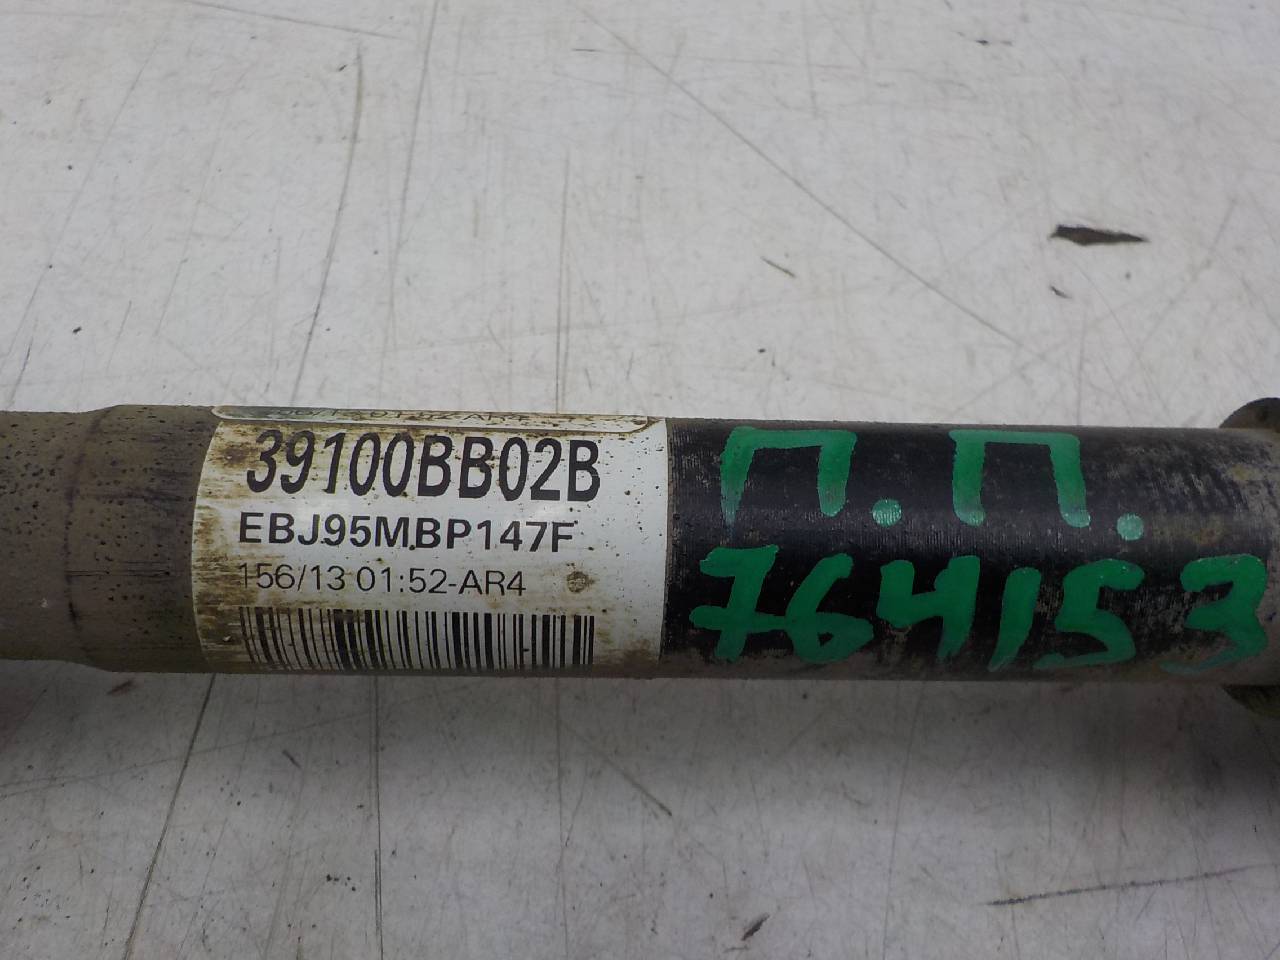 39100BB02B
EBJ95MBP147F
156/13 01:52-AR4
П.П.
764153